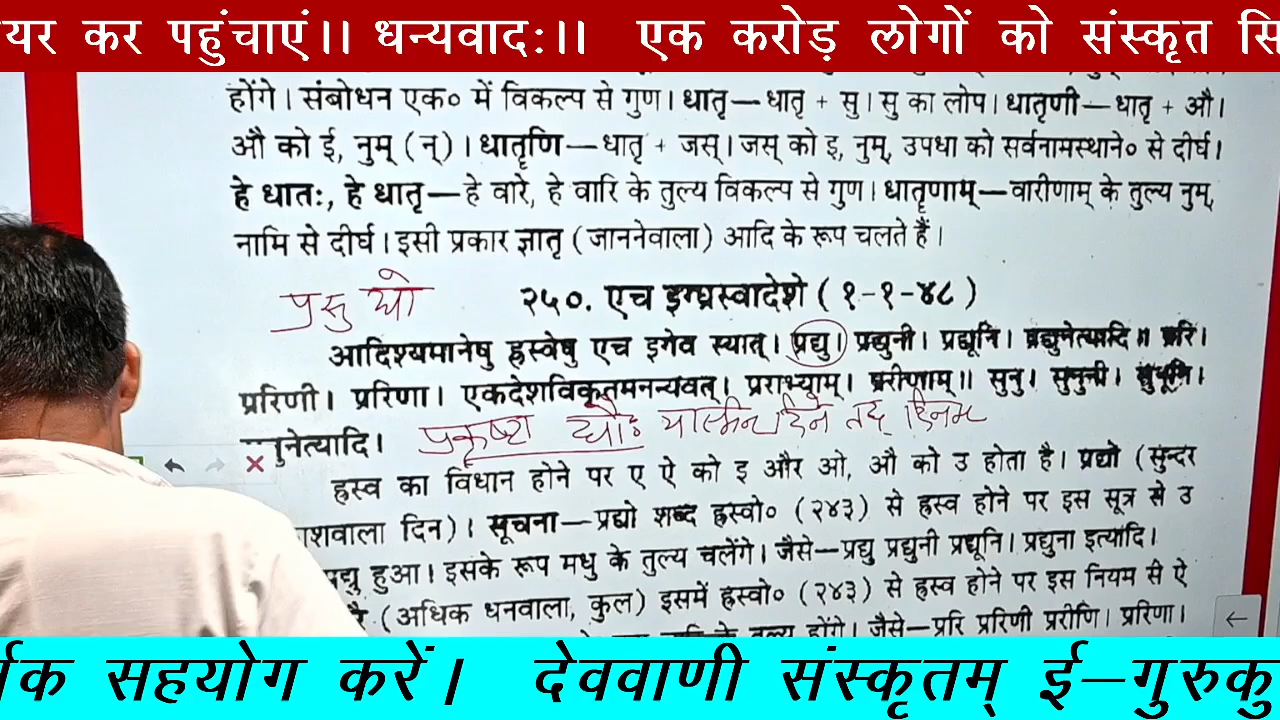 यर कर पहुंचाएं।। धन्यवादः।। एक करोड़ लोगों को संस्कृत सि
होंगे। संबोधन एक० में विकल्प से गुण। धातृ—धातृ + सु। सु का लोप। धातृणी—धातृ + औ।
औ को ई, नुम् (न्)। धातॄणि—धातृ + जस्। जस् को इ, नुम्, उपधा को सर्वनामस्थाने० से दीर्घ।
हे धातः, हे धातृ—हे वारे, हे वारि के तुल्य विकल्प से गुण। धातॄणाम्—वारीणाम् के तुल्य नुम्,
नामि से दीर्घ। इसी प्रकार ज्ञातृ (जाननेवाला) आदि के रूप चलते हैं।
२५०. एच इग्घ्रस्वादेशे (१-१-४८)
आदिश्यमानेषु ह्रस्वेषु एच इगेव स्यात्। प्रद्यु। प्रद्युनी। प्रद्यूनि। प्रद्युनेत्यादि॥ प्ररि।
प्ररिणी। प्ररिणा। एकदेशविकृतमनन्यवत्। प्रराभ्याम्। प्ररीणाम्॥ सुनु। सुनुनी। सुनूनि।
नुनेत्यादि।
प्रकृष्टा द्यौः
ह्रस्व का विधान होने पर ए ऐ को इ और ओ, औ को उ होता है। प्रद्यो (सुन्दर
शवाला दिन)। सूचना—प्रद्यो शब्द ह्रस्वो० (२४३) से ह्रस्व होने पर इस सूत्र से उ
प्रद्यु हुआ। इसके रूप मधु के तुल्य चलेंगे। जैसे—प्रद्यु प्रद्युनी प्रद्यूनि। प्रद्युना इत्यादि।
(अधिक धनवाला, कुल) इसमें ह्रस्वो० (२४३) से ह्रस्व होने पर इस नियम से ऐ
के तुल्य होंगे। जैसे—प्ररि प्ररिणी प्ररीणि। प्ररिणा।
र्थक सहयोग करें। देववाणी संस्कृतम् ई–गुरुकु